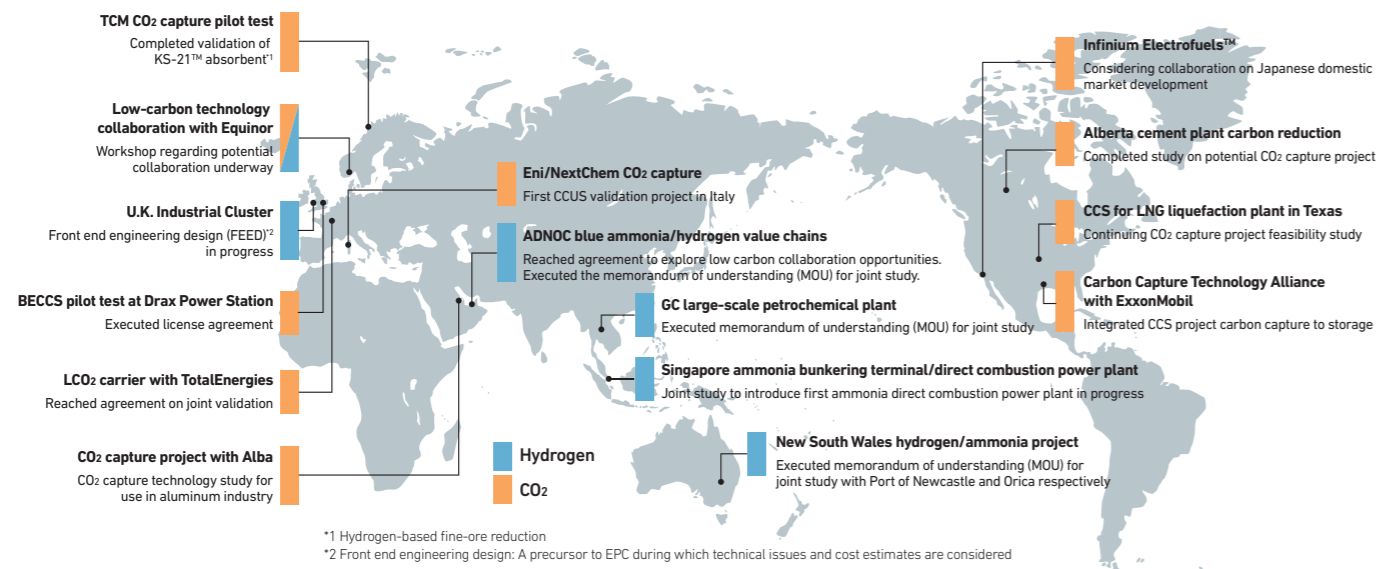 TCM CO2 capture pilot test
Completed validation of
KS-21™ absorbent*1
Low-carbon technology
collaboration with Equinor
Workshop regarding potential
collaboration underway
U.K. Industrial Cluster
Front end engineering design (FEED)*2
in progress
BECCS pilot test at Drax Power Station
Executed license agreement
LCO2 carrier with TotalEnergies
Reached agreement on joint validation
CO2 capture project with Alba
CO2 capture technology study for
use in aluminum industry
Eni/NextChem CO2 capture
First CCUS validation project in Italy
ADNOC blue ammonia/hydrogen value chains
Reached agreement to explore low carbon collaboration opportunities.
Executed the memorandum of understanding (MOU) for joint study.
GC large-scale petrochemical plant
Executed memorandum of understanding (MOU) for joint study
Singapore ammonia bunkering terminal/direct combustion power plant
Joint study to introduce first ammonia direct combustion power plant in progress
New South Wales hydrogen/ammonia project
Executed memorandum of understanding (MOU) for
joint study with Port of Newcastle and Orica respectively
Infinium Electrofuels™
Considering collaboration on Japanese domestic
market development
Alberta cement plant carbon reduction
Completed study on potential CO2 capture project
CCS for LNG liquefaction plant in Texas
Continuing CO2 capture project feasibility study
Carbon Capture Technology Alliance
with ExxonMobil
Integrated CCS project carbon capture to storage
Hydrogen
CO2
*1 Hydrogen-based fine-ore reduction
*2 Front end engineering design: A precursor to EPC during which technical issues and cost estimates are considered